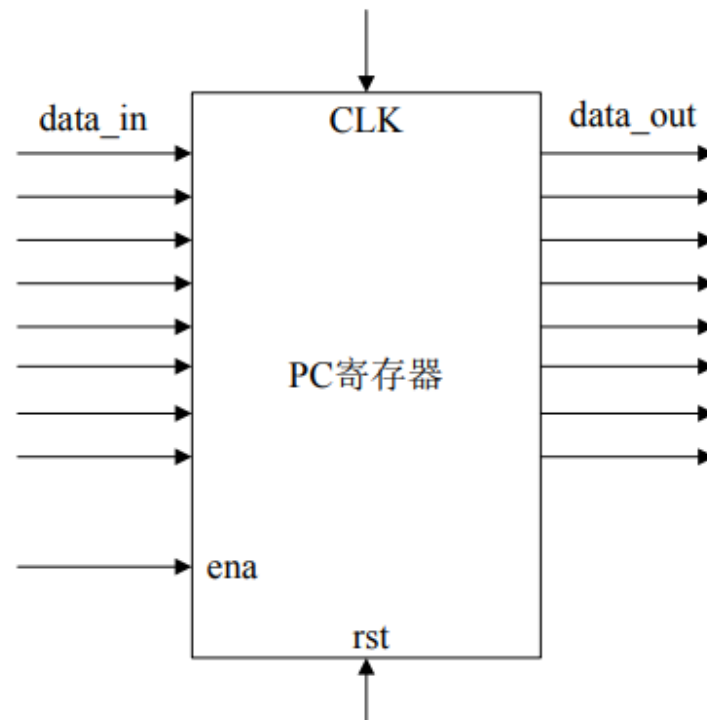 CLK
data_in
data_out
PC寄存器
ena
rst